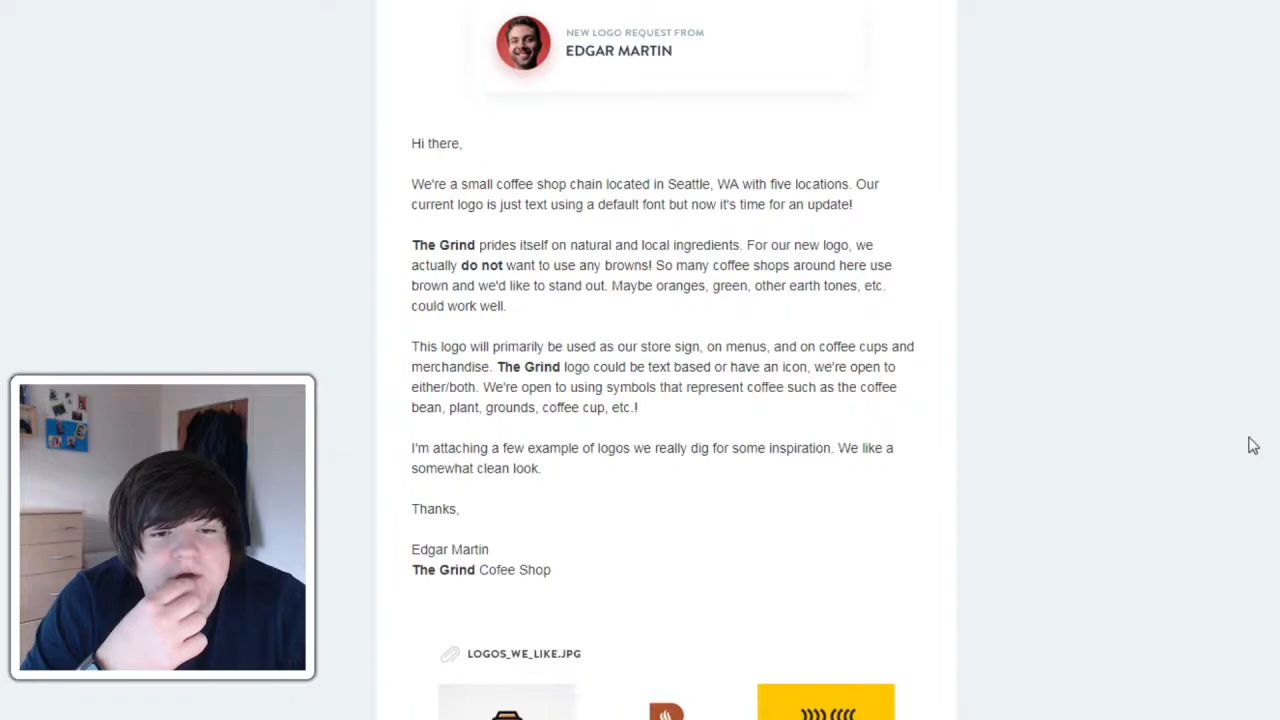 NEW LOGO REQUEST FROM
EDGAR MARTIN
Hi there,
We're a small coffee shop chain located in Seattle, WA with five locations. Our
current logo is just text using a default font but now it's time for an update!
The Grind prides itself on natural and local ingredients. For our new logo, we
actually do not want to use any browns! So many coffee shops around here use
brown and we'd like to stand out. Maybe oranges, green, other earth tones, etc.
could work well.
This logo will primarily be used as our store sign, on menus, and on coffee cups and
merchandise. The Grind logo could be text based or have an icon, we're open to
either/both. We're open to using symbols that represent coffee such as the coffee
bean, plant, grounds, coffee cup, etc.!
I'm attaching a few example of logos we really dig for some inspiration. We like a
somewhat clean look.
Thanks,
Edgar Martin
The Grind Cofee Shop
LOGOS_WE_LIKE.JPG